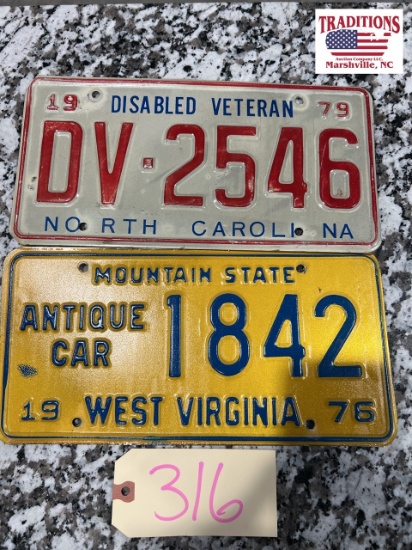 TRADITIONS
Auction Company LLC.
Marshville, NC
19 DISABLED VETERAN 79
DV·2546
NORTH CAROLINA
MOUNTAIN STATE
ANTIQUE CAR 1842
19 WEST VIRGINIA 76
316